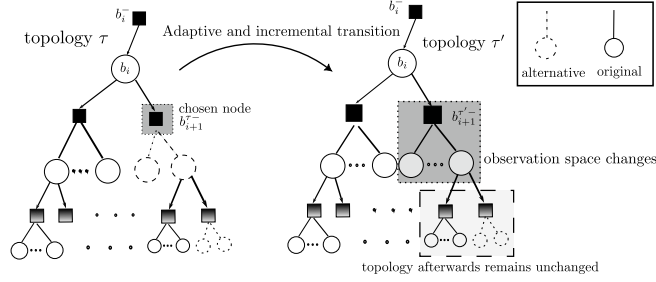 b_i^-
topology τ
b_i
chosen node
b_{i+1}^{τ-}
Adaptive and incremental transition
b_i^-
topology τ′
b_i
b_{i+1}^{τ′-}
observation space changes
topology afterwards remains unchanged
alternative
original